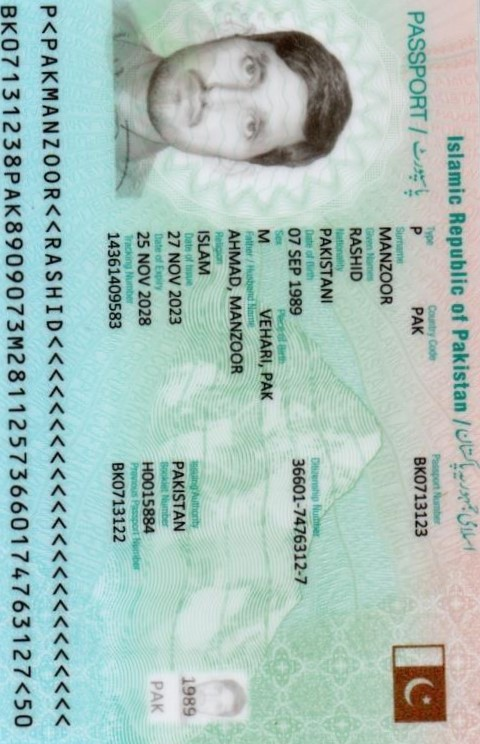 Islamic Republic of Pakistan / اسلامی جمہوریہ پاکستان
PASSPORT / پاسپورٹ
Type Country Code Passport Number
P PAK BK0713123
Surname
MANZOOR
Given Names
RASHID
Nationality Citizenship Number
PAKISTANI 36601-7476312-7
Date of Birth
07 SEP 1989
Sex Place of Birth
M VEHARI, PAK
Father / Husband Name
AHMAD, MANZOOR
Religion
ISLAM
Date of Issue Issuing Authority
27 NOV 2023 PAKISTAN
Date of Expiry Booklet Number
25 NOV 2028 H0015884
Tracking Number Previous Passport Number
14361409583 BK0713122
1989
PAK
P<PAKMANZOOR<<RASHID<<<<<<<<<<<<<<<<<<<<<<<<
BK07131238PAK8909073M28112573660174763127<50